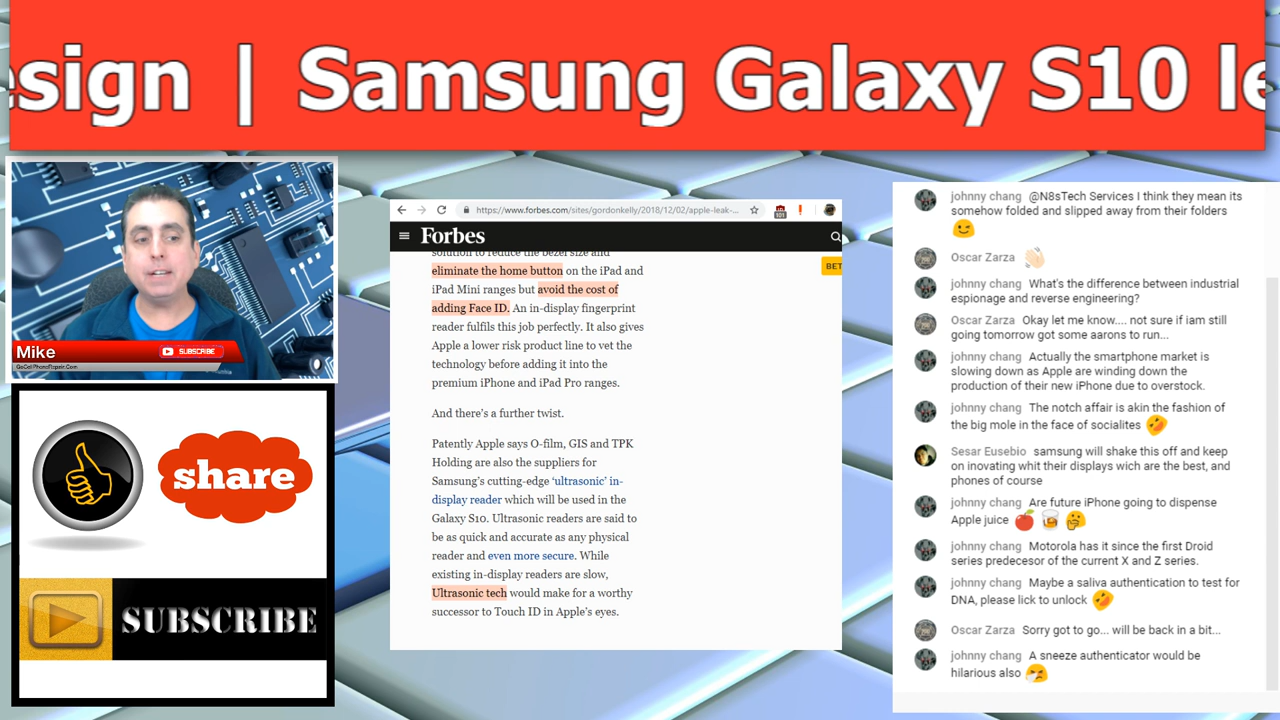 esign | Samsung Galaxy S10 le
Mike
SUBSCRIBE
GoCellPhoneRepair.Com
share
SUBSCRIBE
https://www.forbes.com/sites/gordonkelly/2018/12/02/apple-leak-...
101
Forbes
BET
solution to reduce the bezel size and
eliminate the home button on the iPad and
iPad Mini ranges but avoid the cost of
adding Face ID. An in-display fingerprint
reader fulfils this job perfectly. It also gives
Apple a lower risk product line to vet the
technology before adding it into the
premium iPhone and iPad Pro ranges.
And there's a further twist.
Patently Apple says O-film, GIS and TPK
Holding are also the suppliers for
Samsung's cutting-edge 'ultrasonic' in-
display reader which will be used in the
Galaxy S10. Ultrasonic readers are said to
be as quick and accurate as any physical
reader and even more secure. While
existing in-display readers are slow,
Ultrasonic tech would make for a worthy
successor to Touch ID in Apple's eyes.
johnny chang @N8sTech Services I think they mean its
somehow folded and slipped away from their folders
😉
Oscar Zarza 👋🏻
johnny chang What's the difference between industrial
espionage and reverse engineering?
Oscar Zarza Okay let me know.... not sure if iam still
going tomorrow got some aarons to run...
johnny chang Actually the smartphone market is
slowing down as Apple are winding down the
production of their new iPhone due to overstock.
johnny chang The notch affair is akin the fashion of
the big mole in the face of socialites 🤣
Sesar Eusebio samsung will shake this off and keep
on inovating whit their displays wich are the best, and
phones of course
johnny chang Are future iPhone going to dispense
Apple juice 🍎 🥃 🤔
johnny chang Motorola has it since the first Droid
series predecesor of the current X and Z series.
johnny chang Maybe a saliva authentication to test for
DNA, please lick to unlock 🤣
Oscar Zarza Sorry got to go... will be back in a bit...
johnny chang A sneeze authenticator would be
hilarious also 🤧